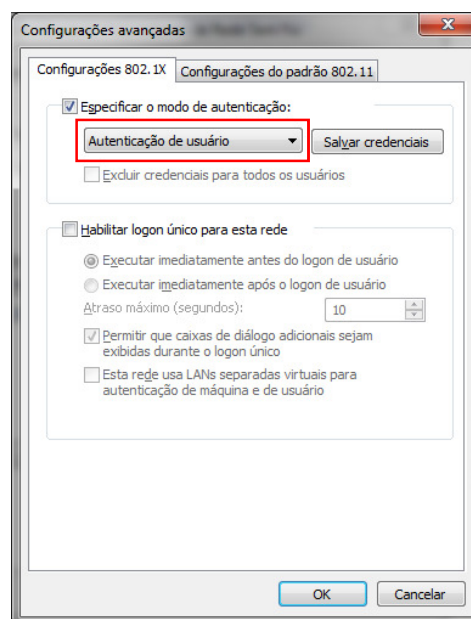 Configurações avançadas
Configurações 802.1X
Configurações do padrão 802.11
Especificar o modo de autenticação:
Autenticação de usuário
Salvar credenciais
Excluir credenciais para todos os usuários
Habilitar logon único para esta rede
Executar imediatamente antes do logon de usuário
Executar imediatamente após o logon de usuário
Atraso máximo (segundos):
10
Permitir que caixas de diálogo adicionais sejam
exibidas durante o logon único
Esta rede usa LANs separadas virtuais para
autenticação de máquina e de usuário
OK
Cancelar